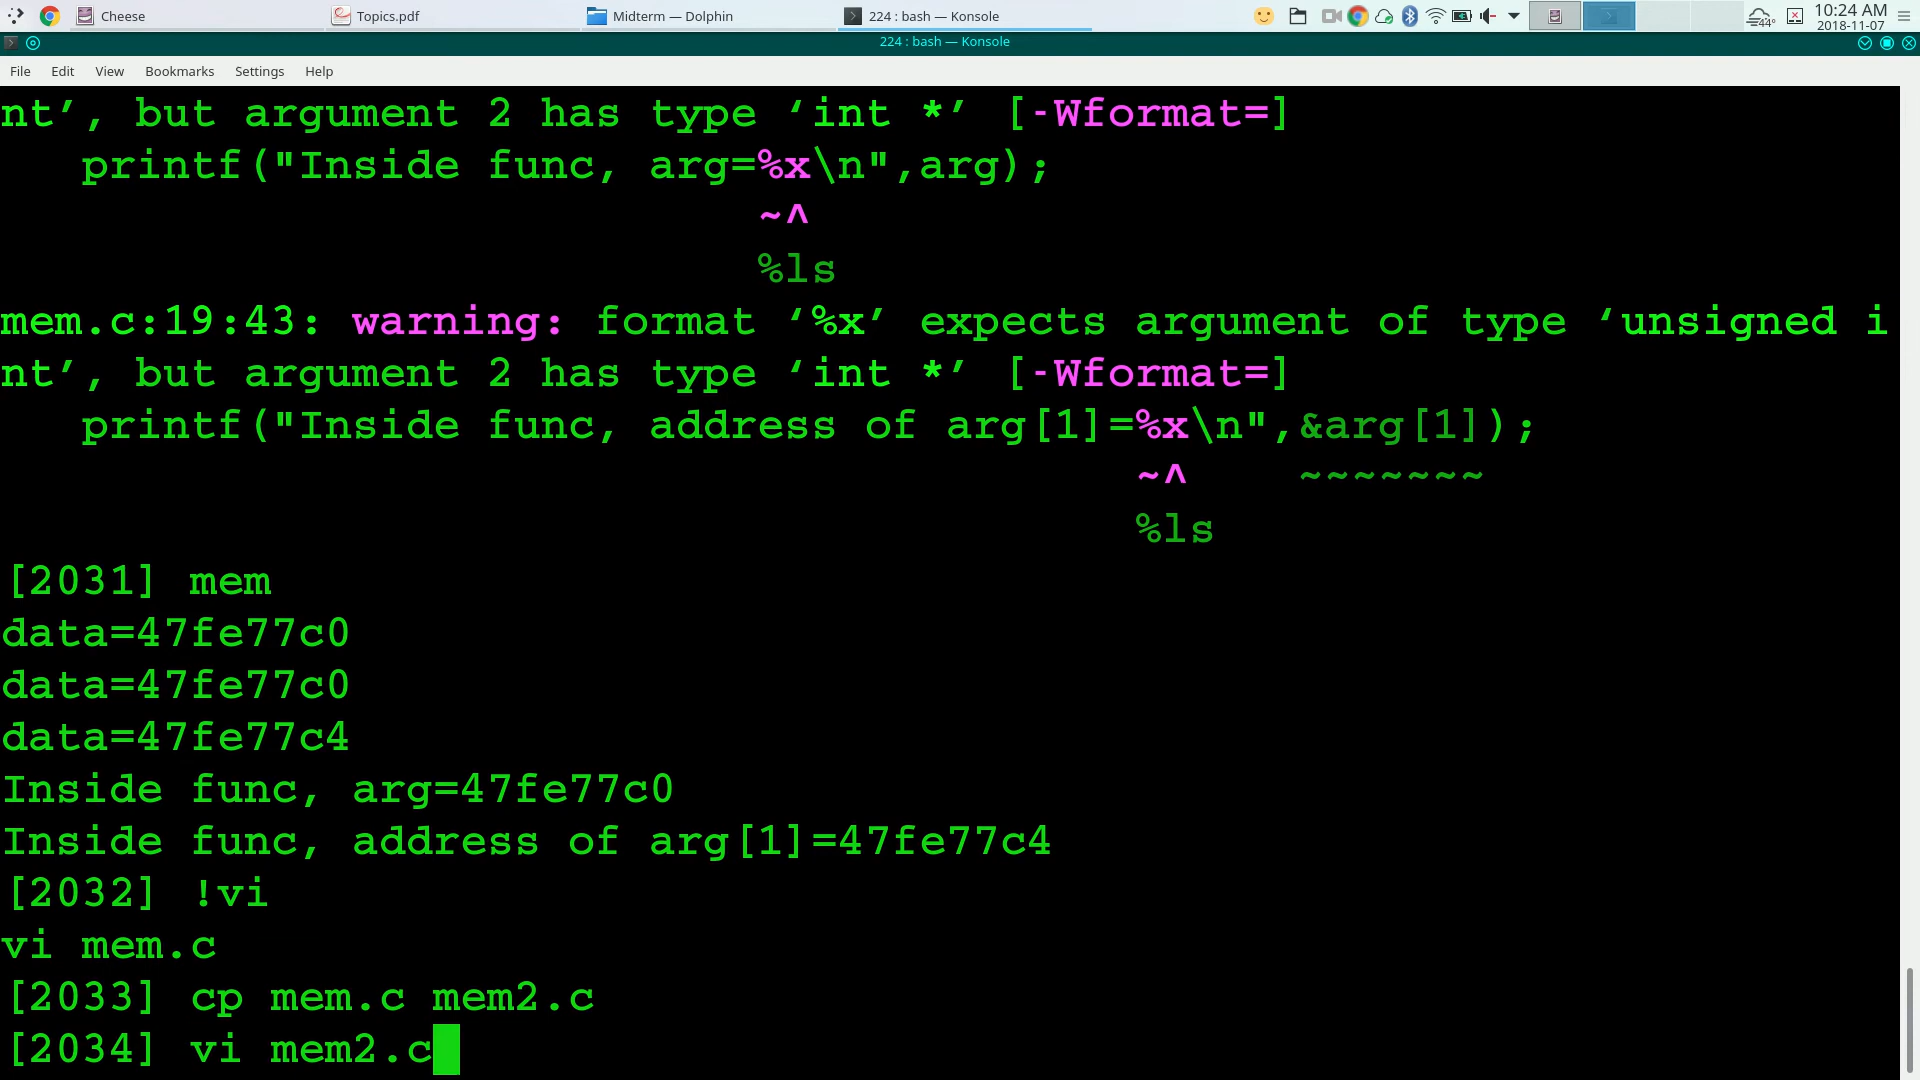 Cheese
Topics.pdf
Midterm — Dolphin
224 : bash — Konsole
44°
10:24 AM
2018-11-07
224 : bash — Konsole
File Edit View Bookmarks Settings Help
nt’, but argument 2 has type ‘int *’ [-Wformat=]
printf("Inside func, arg=%x\n",arg);
~^
%ls
mem.c:19:43: warning: format ‘%x’ expects argument of type ‘unsigned i
nt’, but argument 2 has type ‘int *’ [-Wformat=]
printf("Inside func, address of arg[1]=%x\n",&arg[1]);
~^ ~~~~~~~
%ls
[2031] mem
data=47fe77c0
data=47fe77c0
data=47fe77c4
Inside func, arg=47fe77c0
Inside func, address of arg[1]=47fe77c4
[2032] !vi
vi mem.c
[2033] cp mem.c mem2.c
[2034] vi mem2.c